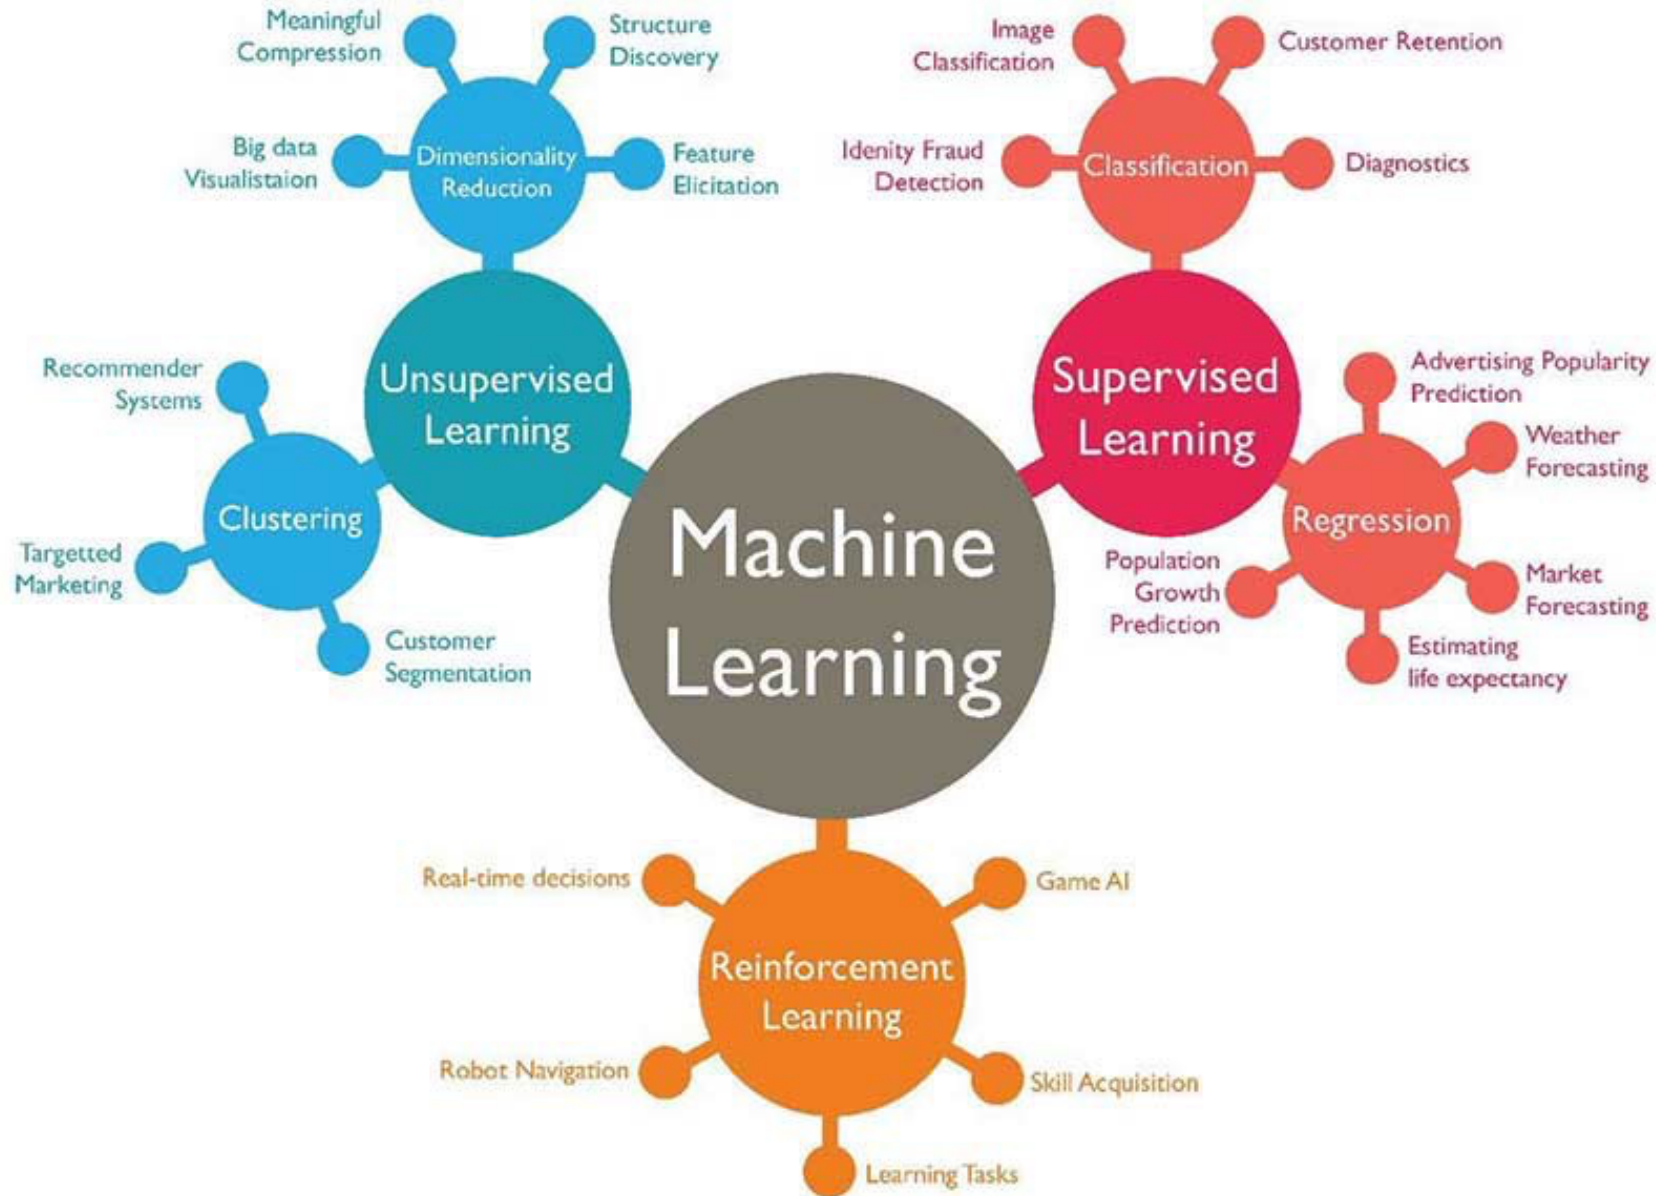 Meaningful
Compression
Structure
Discovery
Big data
Visualistaion
Dimensionality
Reduction
Feature
Elicitation
Image
Classification
Customer Retention
Idenity Fraud
Detection
Classification
Diagnostics
Recommender
Systems
Unsupervised
Learning
Clustering
Targetted
Marketing
Customer
Segmentation
Supervised
Learning
Advertising Popularity
Prediction
Weather
Forecasting
Regression
Population
Growth
Prediction
Market
Forecasting
Estimating
life expectancy
Machine
Learning
Real-time decisions
Game AI
Reinforcement
Learning
Robot Navigation
Skill Acquisition
Learning Tasks